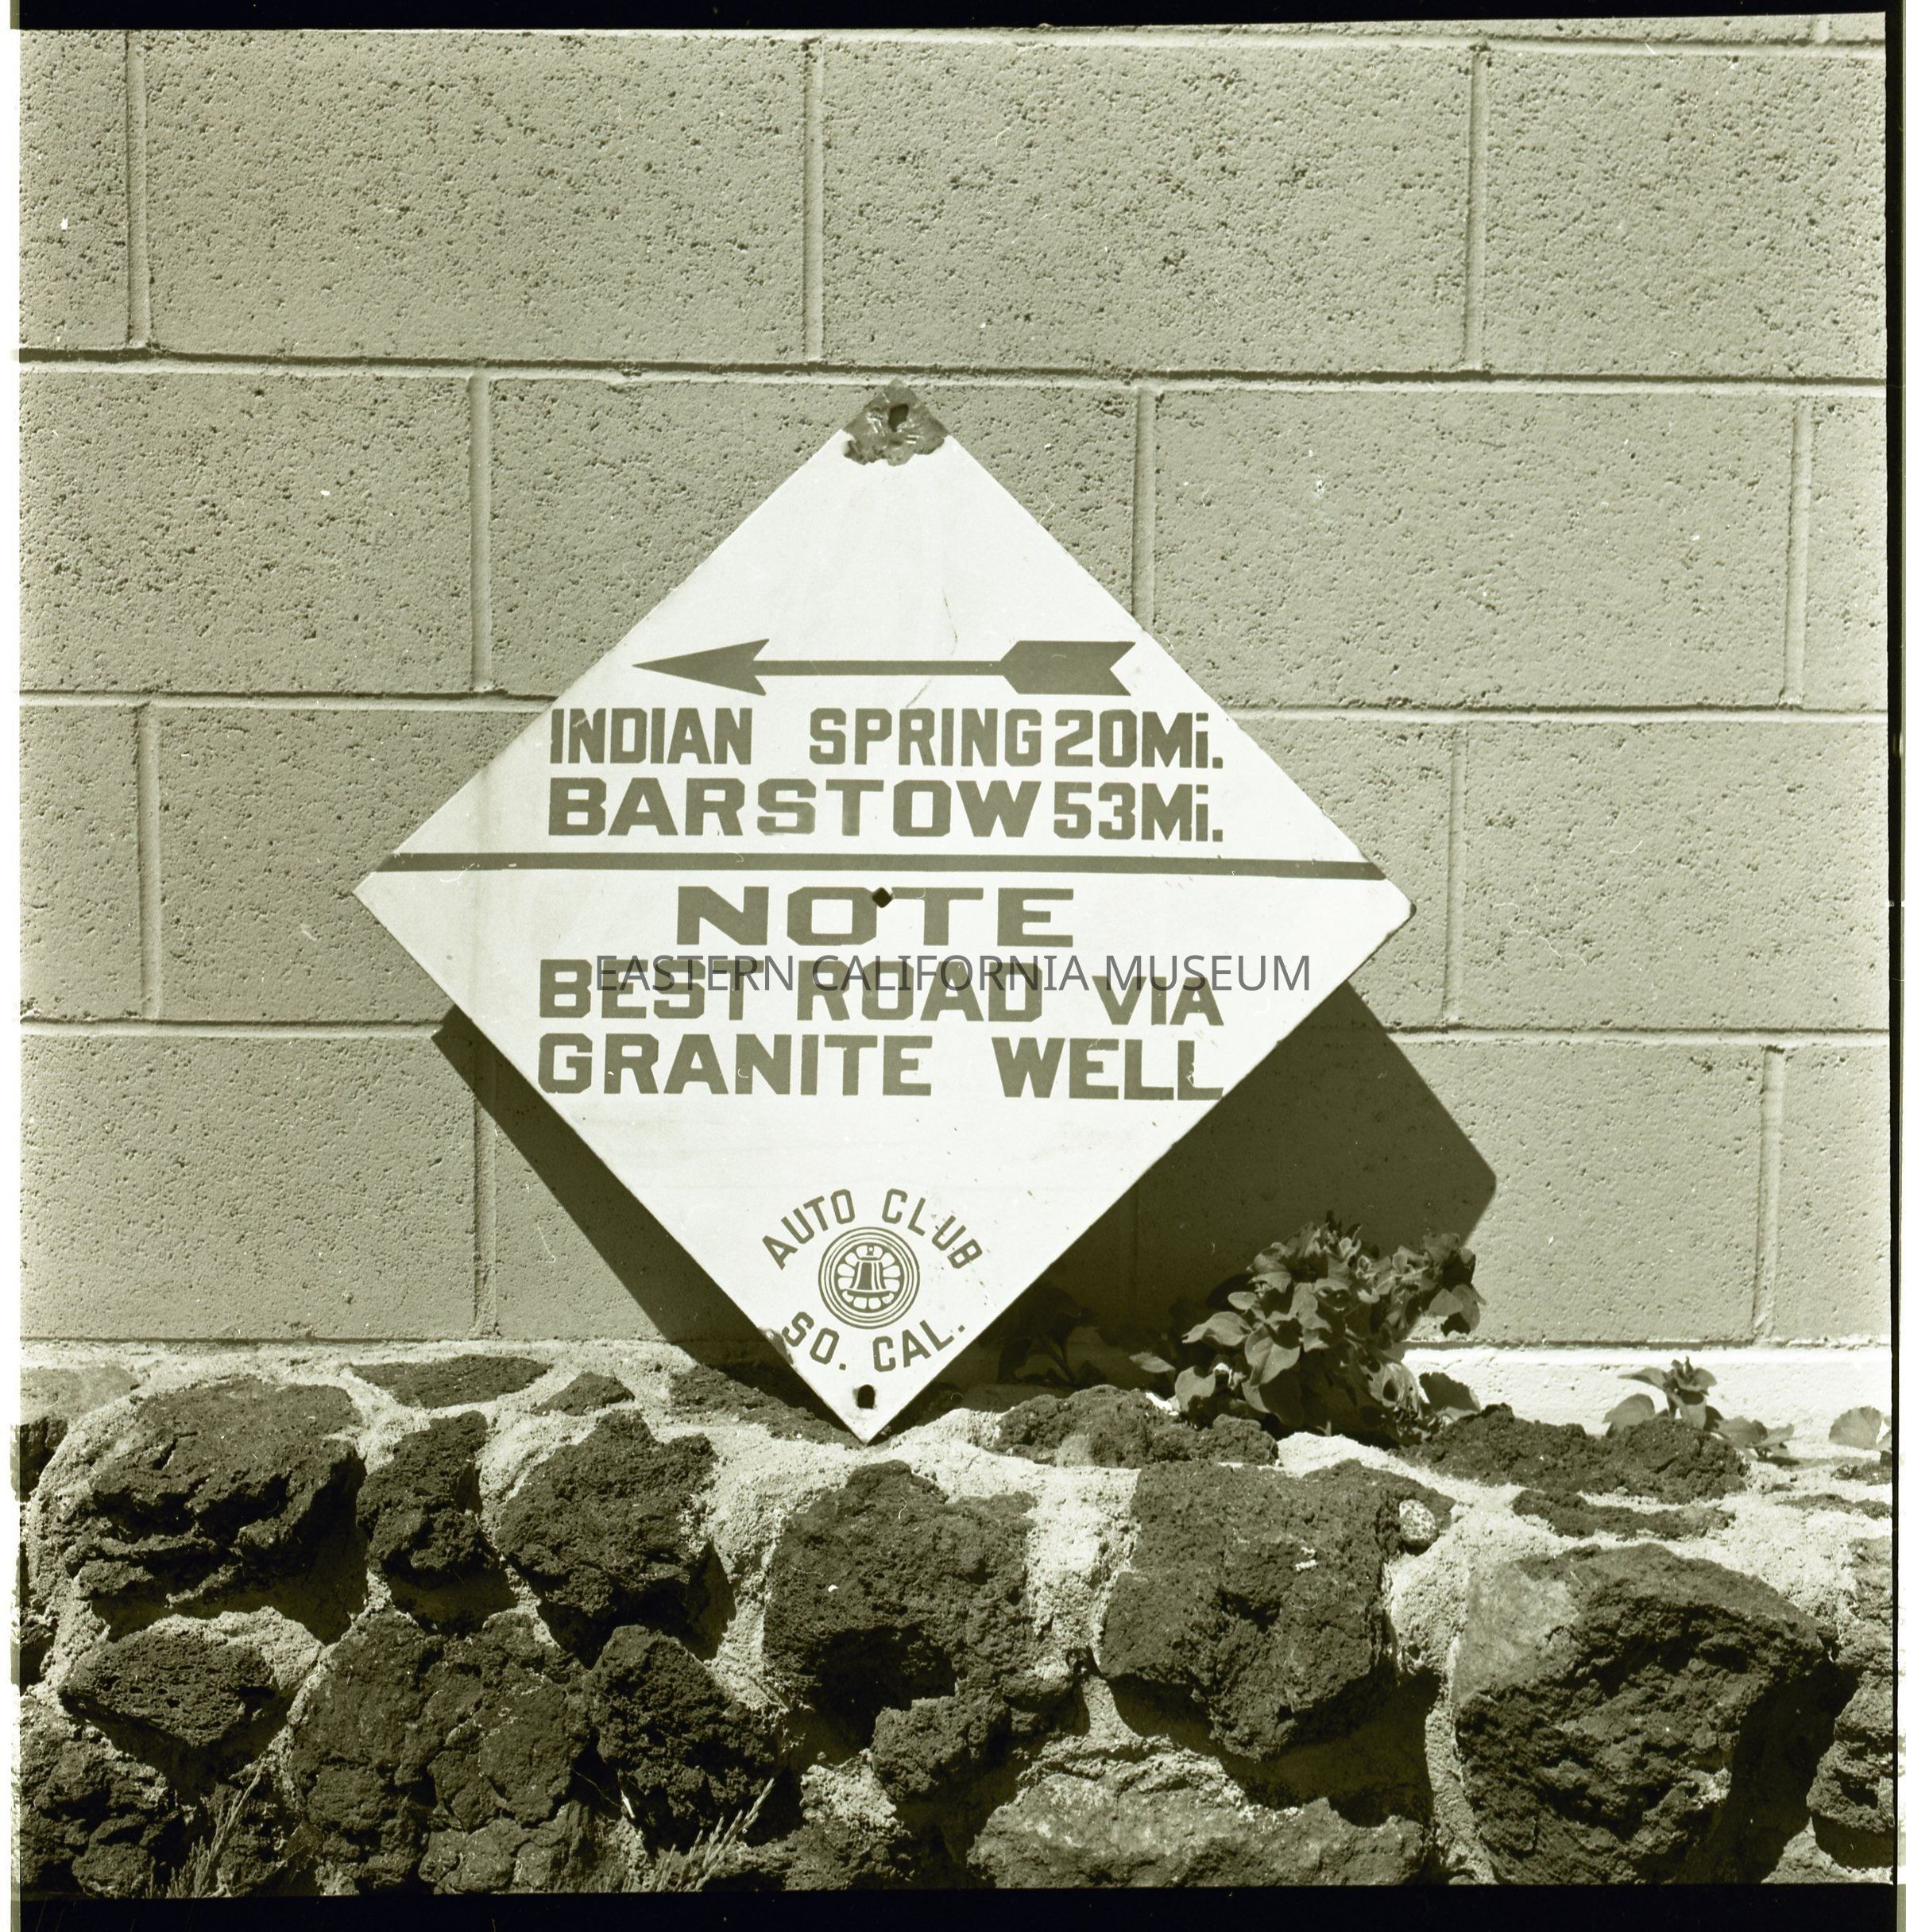 INDIAN SPRING 20Mi.
BARSTOW 53Mi.
NOTE
BEST ROAD VIA
EASTERN CALIFORNIA MUSEUM
GRANITE WELL
AUTO CLUB
SO. CAL.